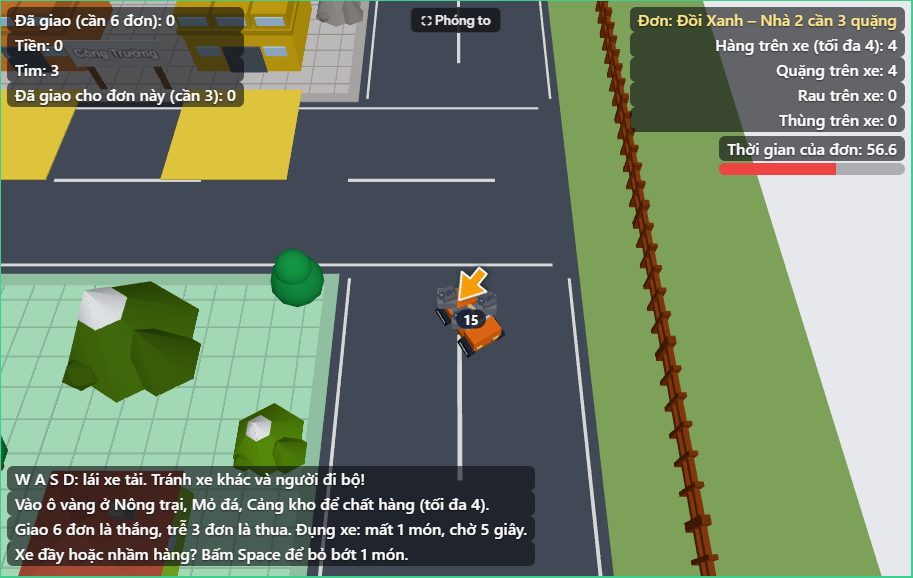 Đã giao (cần 6 đơn): 0
Tiền: 0
Tim: 3
Đã giao cho đơn này (cần 3): 0
Công Trường
Phóng to
Đơn: Đồi Xanh – Nhà 2 cần 3 quặng
Hàng trên xe (tối đa 4): 4
Quặng trên xe: 4
Rau trên xe: 0
Thùng trên xe: 0
Thời gian của đơn: 56.6
15
W A S D: lái xe tải. Tránh xe khác và người đi bộ!
Vào ô vàng ở Nông trại, Mỏ đá, Cảng kho để chất hàng (tối đa 4).
Giao 6 đơn là thắng, trễ 3 đơn là thua. Đụng xe: mất 1 món, chờ 5 giây.
Xe đầy hoặc nhầm hàng? Bấm Space để bỏ bớt 1 món.